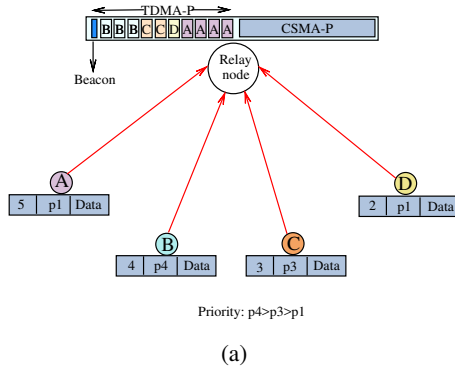 TDMA-P
B B B C C D A A A A CSMA-P
Beacon
Relay
node
A
5 p1 Data
D
2 p1 Data
B
4 p4 Data
C
3 p3 Data
Priority: p4>p3>p1
(a)